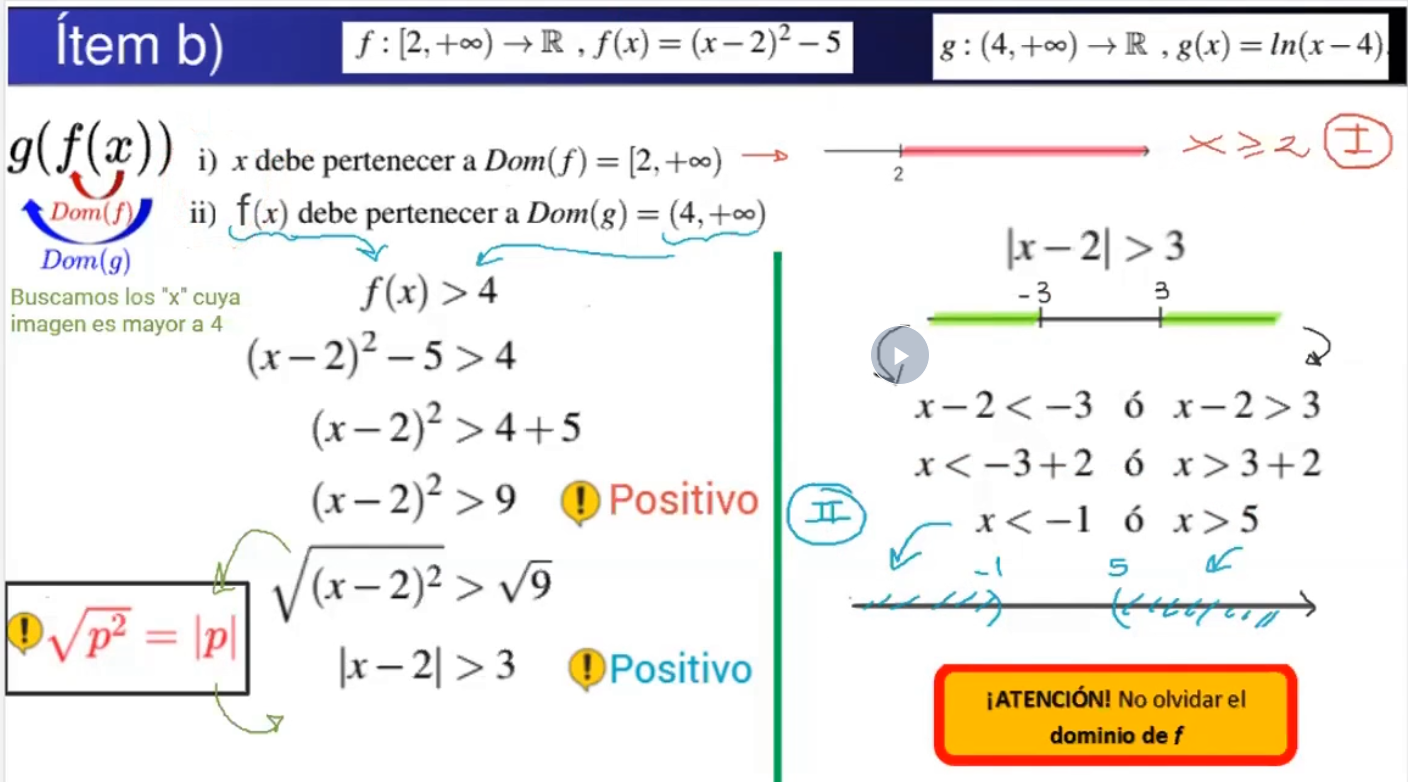 Ítem b)
f : [2,+∞) → ℝ , f(x) = (x − 2)² − 5
g : (4,+∞) → ℝ , g(x) = ln(x − 4).
g(f(x))
Dom(f)
Dom(g)
i) x debe pertenecer a Dom(f) = [2,+∞)
2
x ≥ 2 I
ii) f(x) debe pertenecer a Dom(g) = (4,+∞)
Buscamos los "x" cuya
imagen es mayor a 4
f(x) > 4
(x − 2)² − 5 > 4
(x − 2)² > 4 + 5
(x − 2)² > 9 ! Positivo
√(x − 2)² > √9
! √p² = |p|
|x − 2| > 3 ! Positivo
|x − 2| > 3
-3 3
x − 2 < −3 ó x − 2 > 3
x < −3 + 2 ó x > 3 + 2
II x < −1 ó x > 5
-1 5
¡ATENCIÓN! No olvidar el
dominio de f